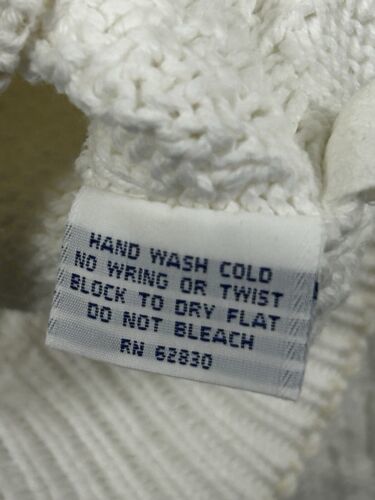 HAND WASH COLD
NO WRING OR TWIST
BLOCK TO DRY FLAT
DO NOT BLEACH
RN 62830